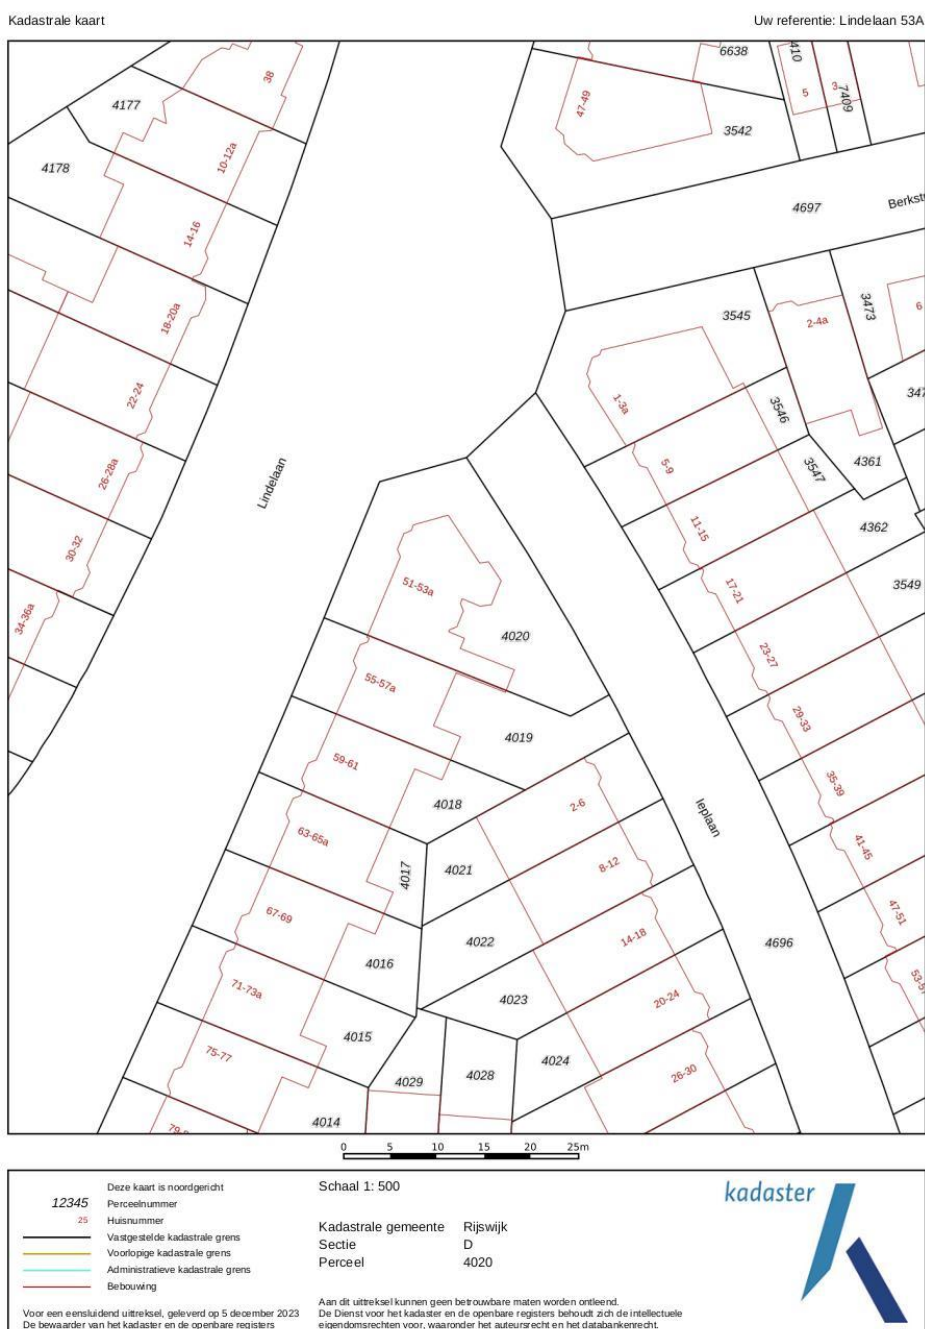 Kadastrale kaart
Uw referentie: Lindelaan 53A
6638
410
38
5
3
7409
47-49
4177
3542
10-12a
4178
4697
Berkst
14-16
3545
3473
2-4a
6
18-20a
22-24
1-3a
3546
347
26-28a
Lindelaan
5-9
3547
4361
11-15
4362
30-32
51-53a
17-21
3549
34-36a
4020
23-27
55-57a
29-33
4019
59-61
35-39
4018
2-6
Ieplaan
63-65a
41-45
4017
4021
8-12
67-69
47-51
4022
14-18
4696
4016
71-73a
4023
20-24
53-5
4015
75-77
4024
4029
4028
26-30
4014
79-
0 5 10 15 20 25m
Deze kaart is noordgericht
12345 Perceelnummer
25 Huisnummer
Vastgestelde kadastrale grens
Voorlopige kadastrale grens
Administratieve kadastrale grens
Bebouwing
Voor een eensluidend uittreksel, geleverd op 5 december 2023
De bewaarder van het kadaster en de openbare registers
Schaal 1: 500
Kadastrale gemeente Rijswijk
Sectie D
Perceel 4020
Aan dit uittreksel kunnen geen betrouwbare maten worden ontleend.
De Dienst voor het kadaster en de openbare registers behoudt zich de intellectuele
eigendomsrechten voor, waaronder het auteursrecht en het databankenrecht.
kadaster